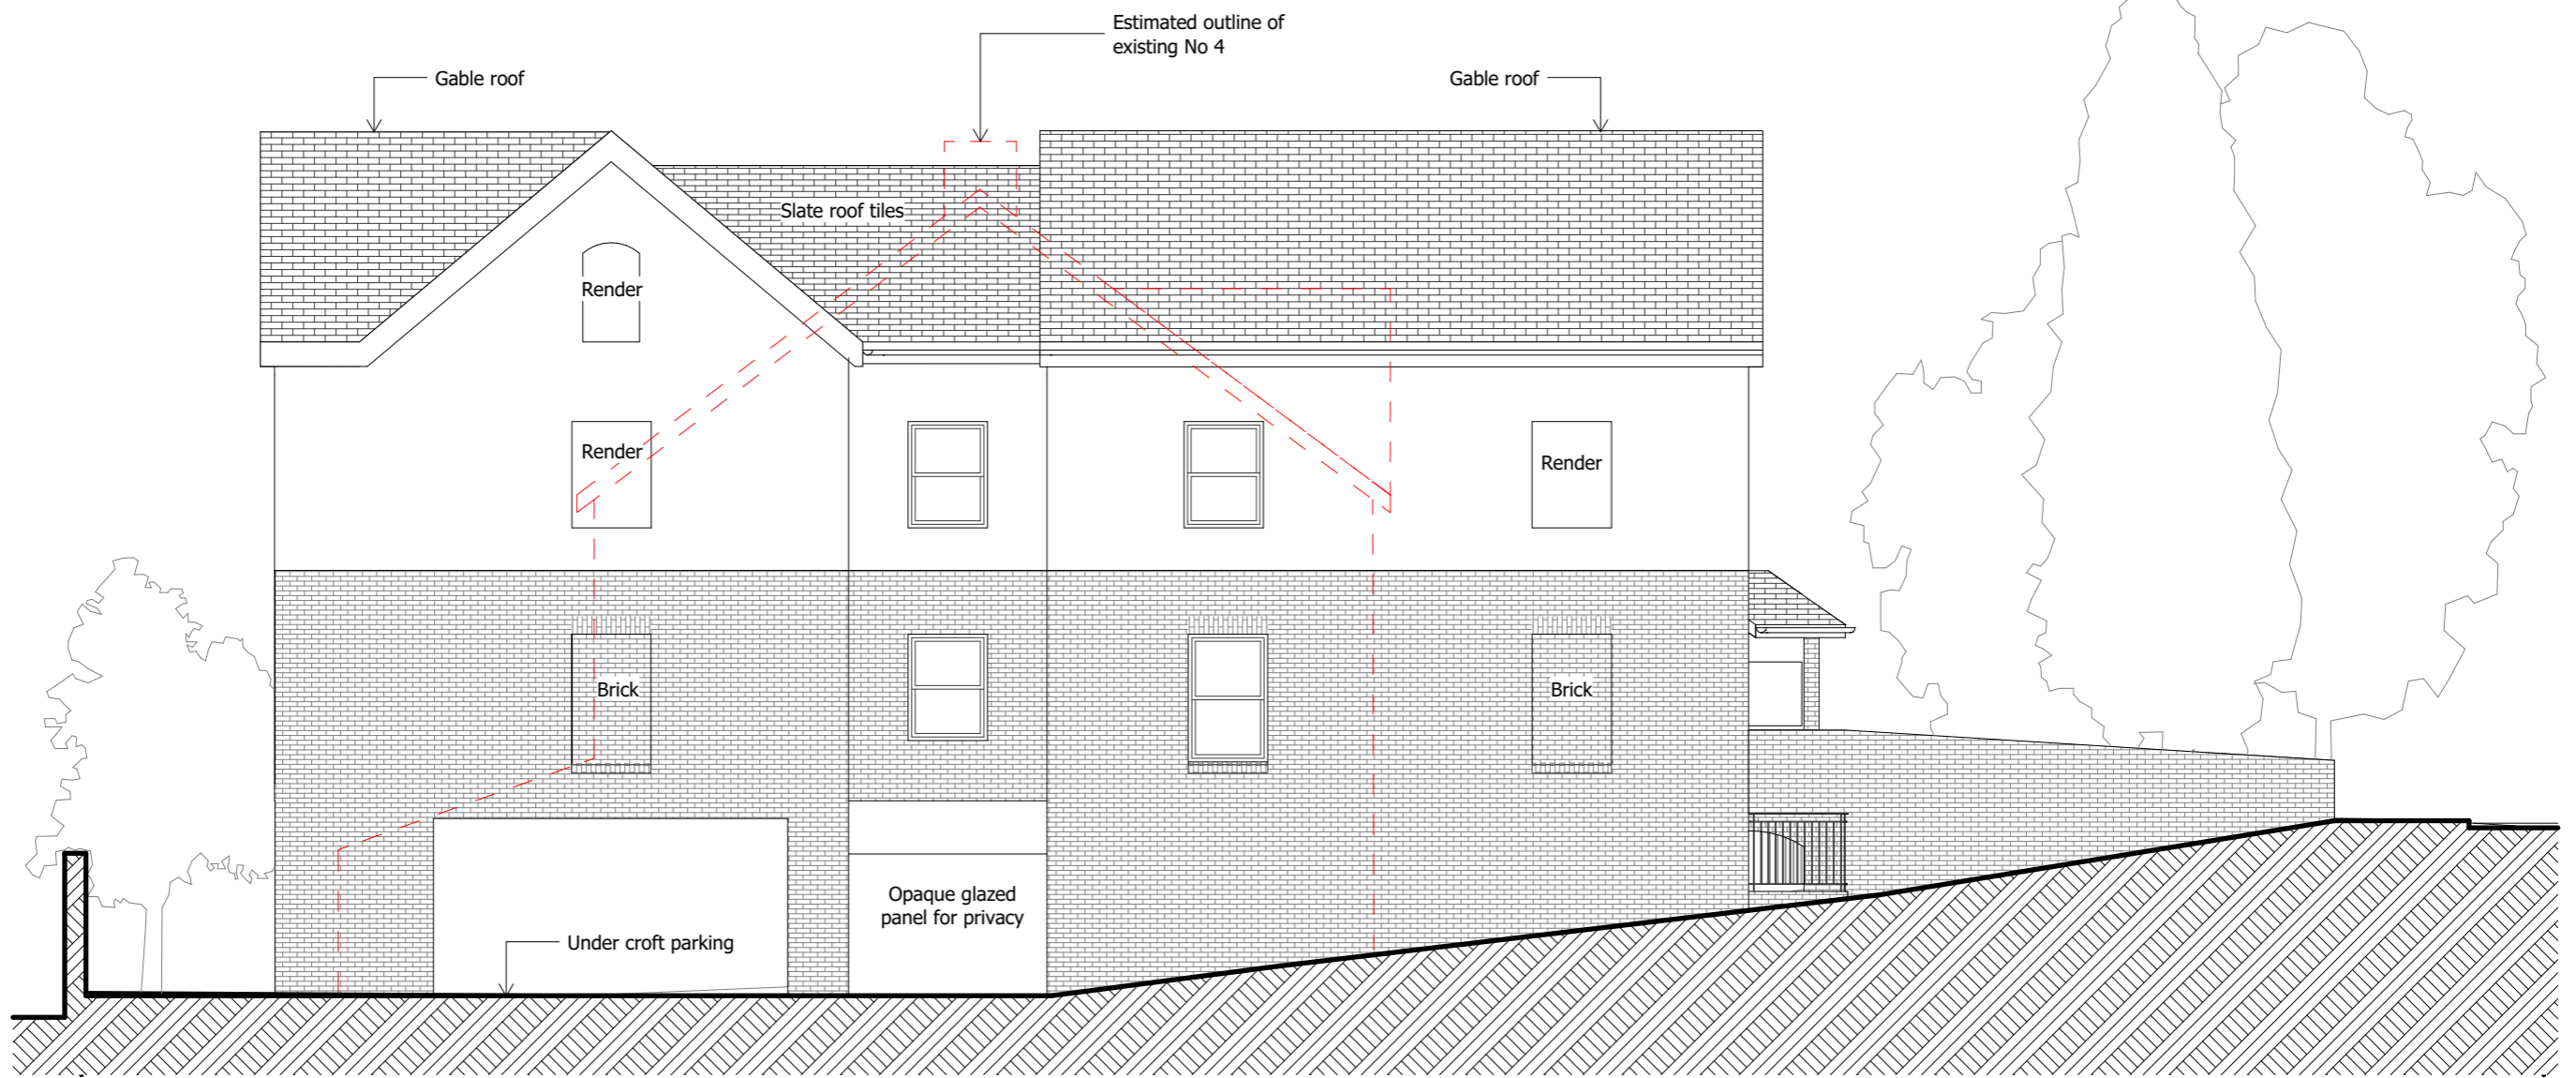 Estimated outline of
existing No 4
Gable roof
Gable roof
Slate roof tiles
Render
Render
Render
Brick
Brick
Opaque glazed
panel for privacy
Under croft parking